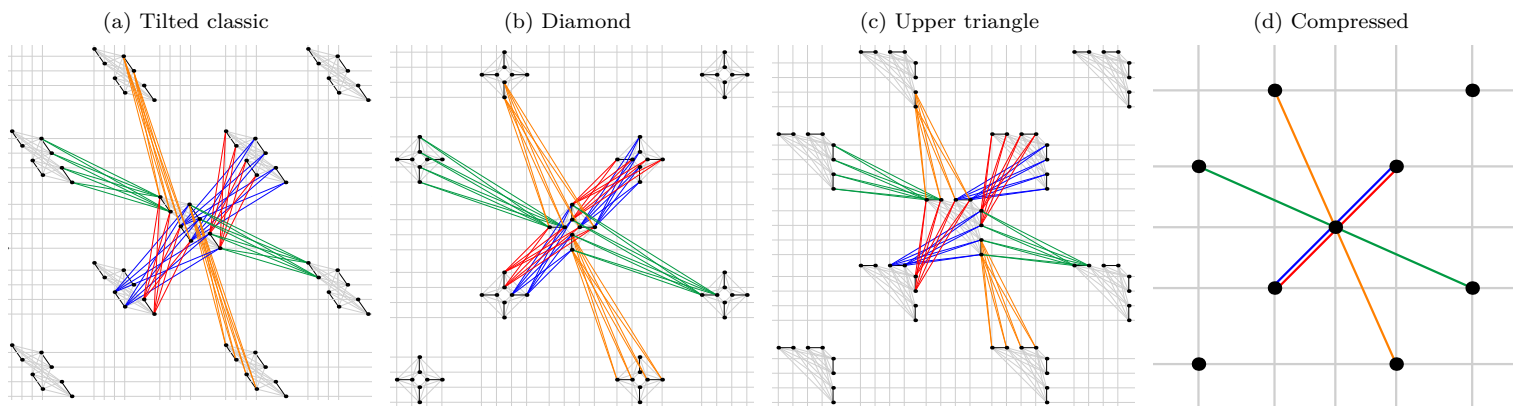 (a) Tilted classic
(b) Diamond
(c) Upper triangle
(d) Compressed